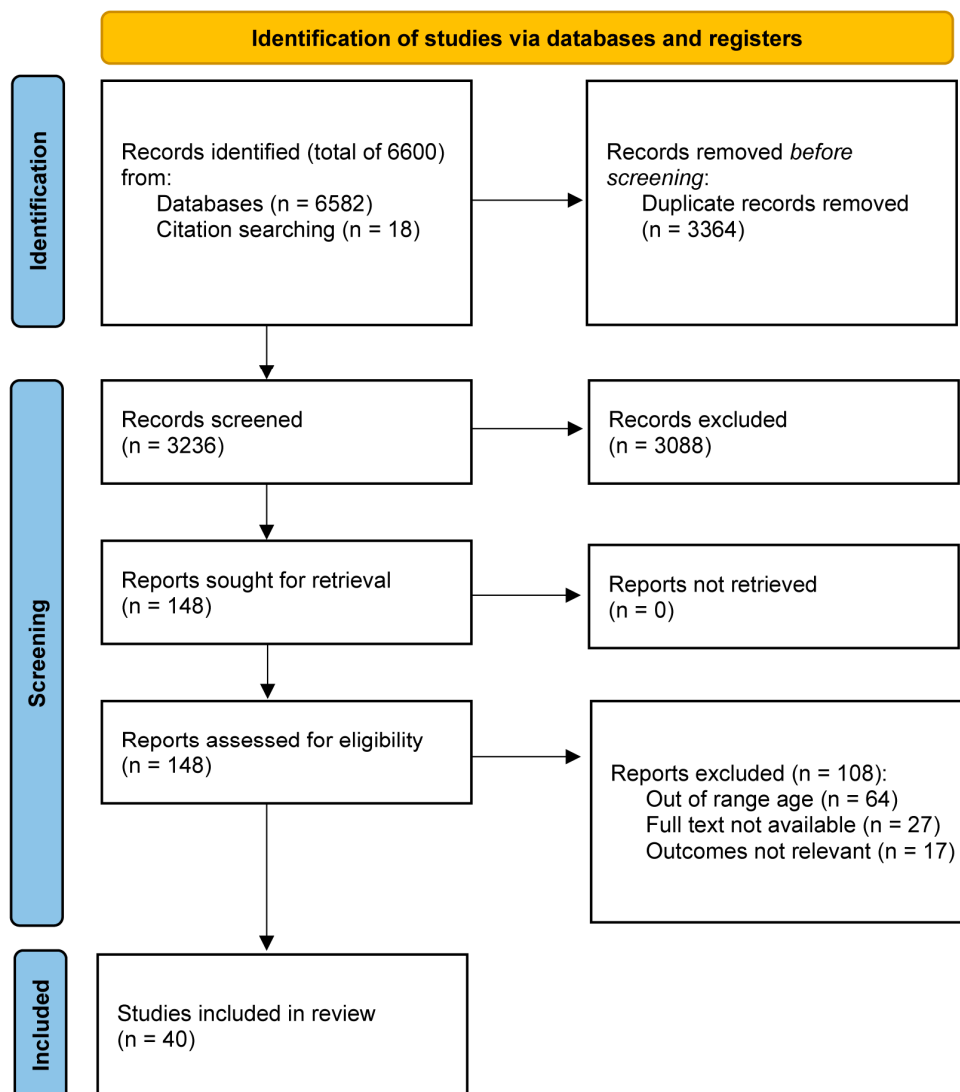 Identification of studies via databases and registers
Identification
Records identified (total of 6600)
from:
Databases (n = 6582)
Citation searching (n = 18)
Records removed before
screening:
Duplicate records removed
(n = 3364)
Screening
Records screened
(n = 3236)
Records excluded
(n = 3088)
Reports sought for retrieval
(n = 148)
Reports not retrieved
(n = 0)
Reports assessed for eligibility
(n = 148)
Reports excluded (n = 108):
Out of range age (n = 64)
Full text not available (n = 27)
Outcomes not relevant (n = 17)
Included
Studies included in review
(n = 40)